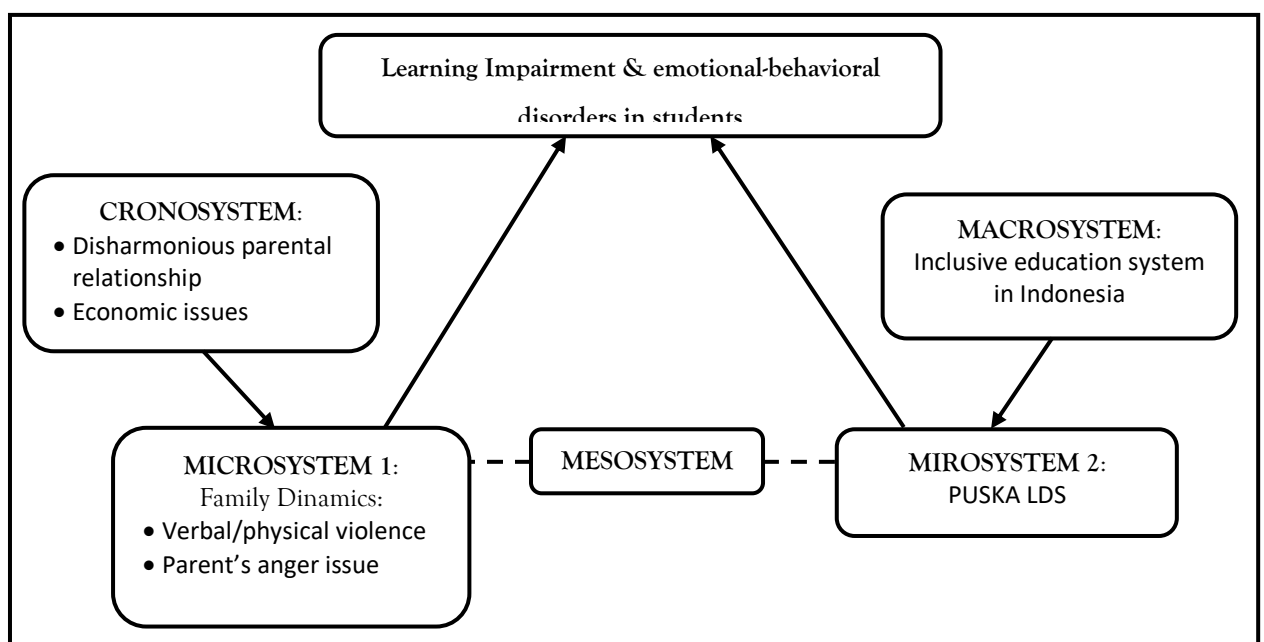 Learning Impairment & emotional-behavioral
disorders in students
CRONOSYSTEM:
• Disharmonious parental
relationship
• Economic issues
MACROSYSTEM:
Inclusive education system
in Indonesia
MICROSYSTEM 1:
Family Dinamics:
• Verbal/physical violence
• Parent’s anger issue
MESOSYSTEM
MIROSYSTEM 2:
PUSKA LDS